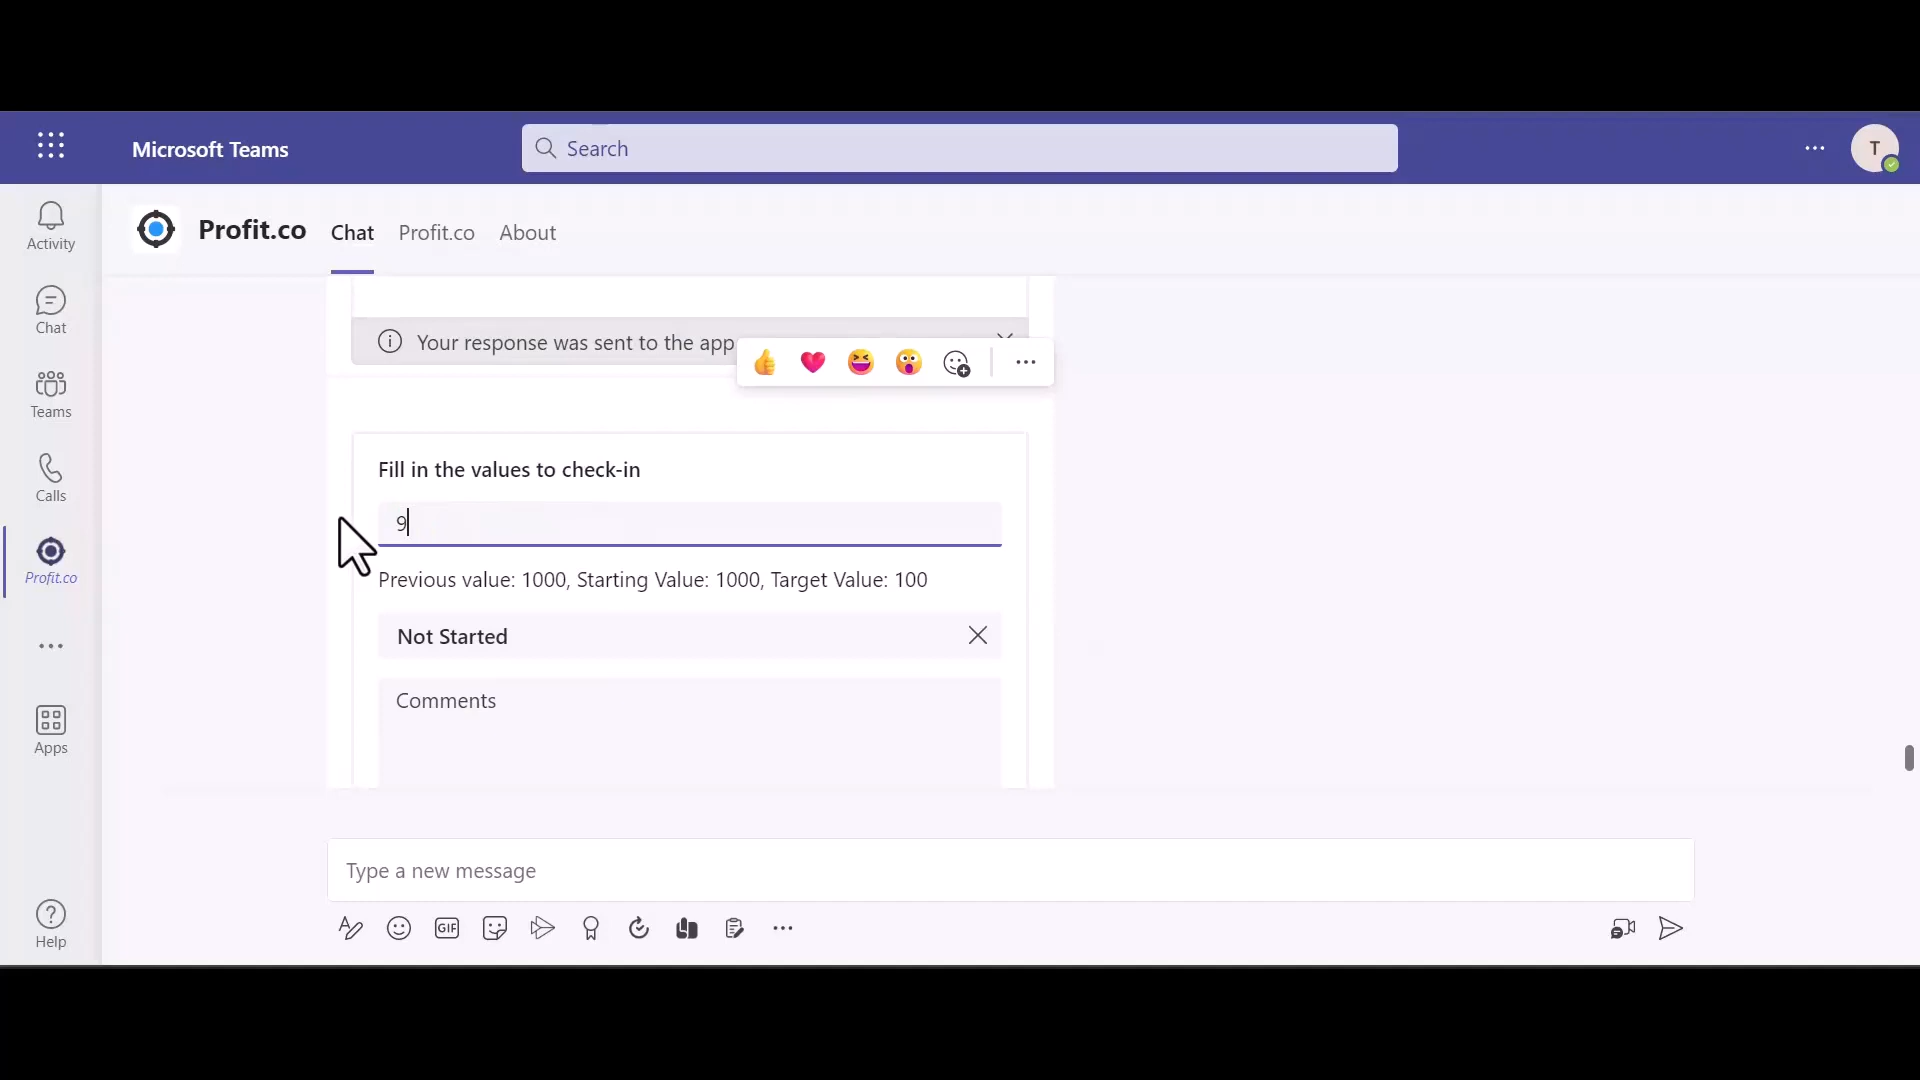 Microsoft Teams
Search
T
Activity
Chat
Teams
Calls
Profit.co
Apps
Help
Profit.co
Chat
Profit.co
About
Your response was sent to the app
Fill in the values to check-in
9
Previous value: 1000, Starting Value: 1000, Target Value: 100
Not Started
Comments
Type a new message
GIF